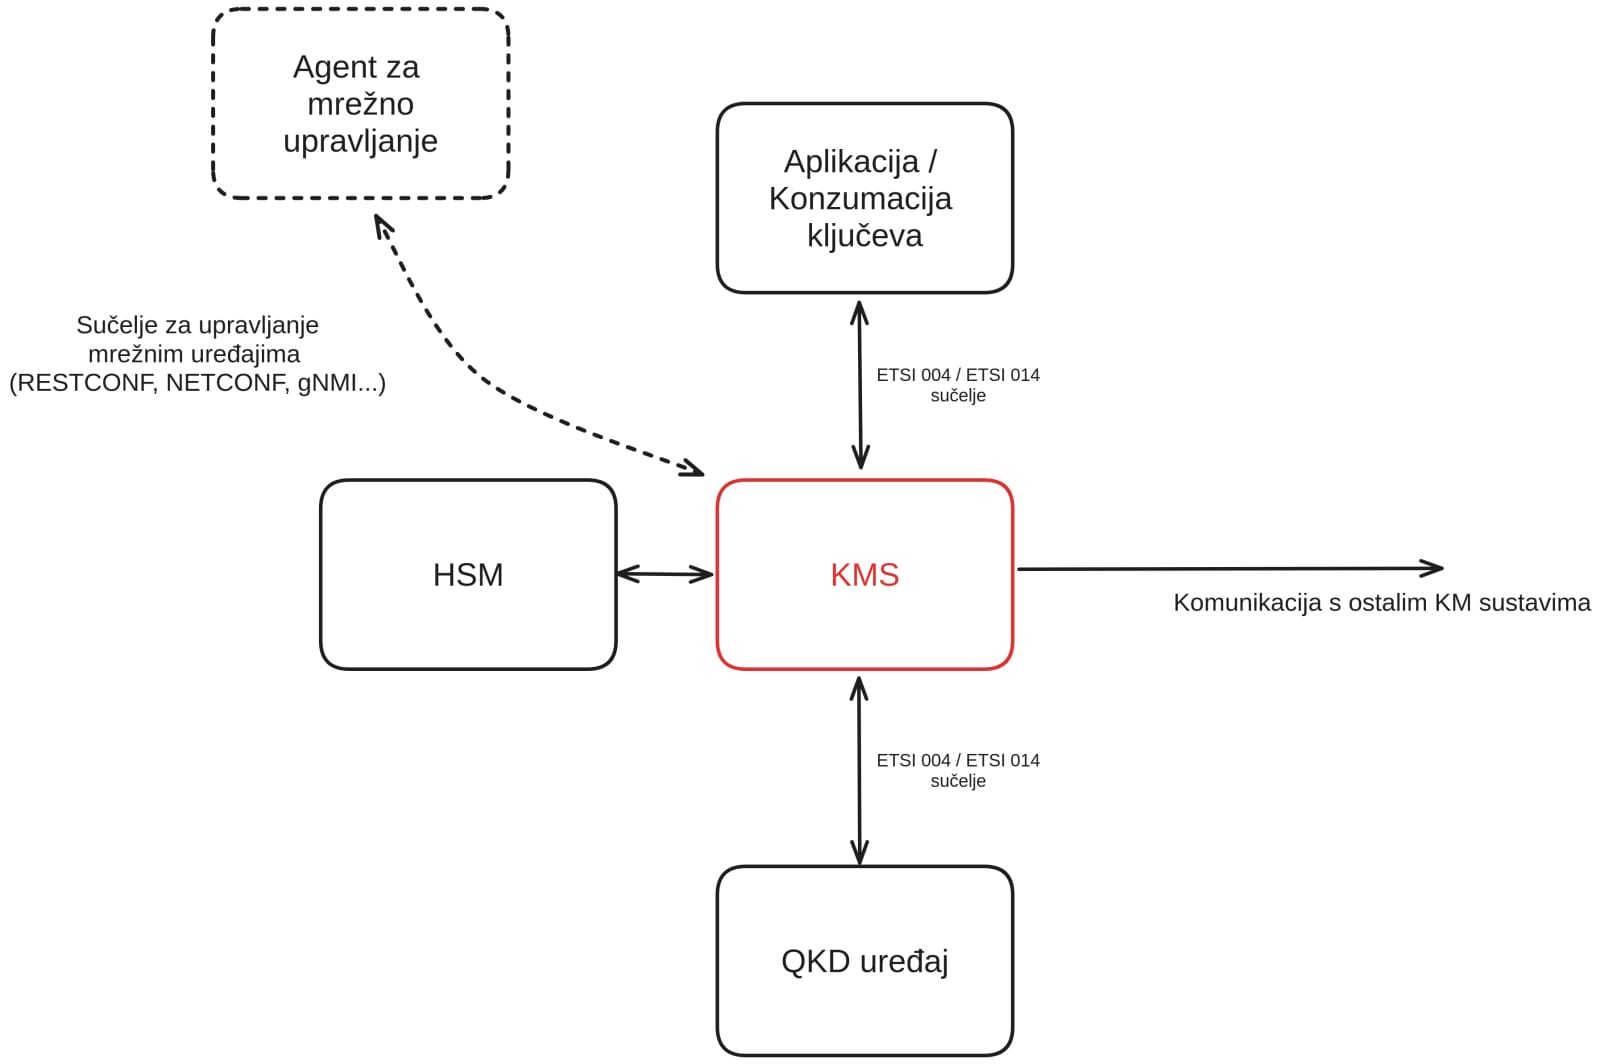 Agent za
mrežno
upravljanje
Aplikacija /
Konzumacija
ključeva
Sučelje za upravljanje
mrežnim uređajima
(RESTCONF, NETCONF, gNMI...)
ETSI 004 / ETSI 014
sučelje
HSM
KMS
Komunikacija s ostalim KM sustavima
ETSI 004 / ETSI 014
sučelje
QKD uređaj